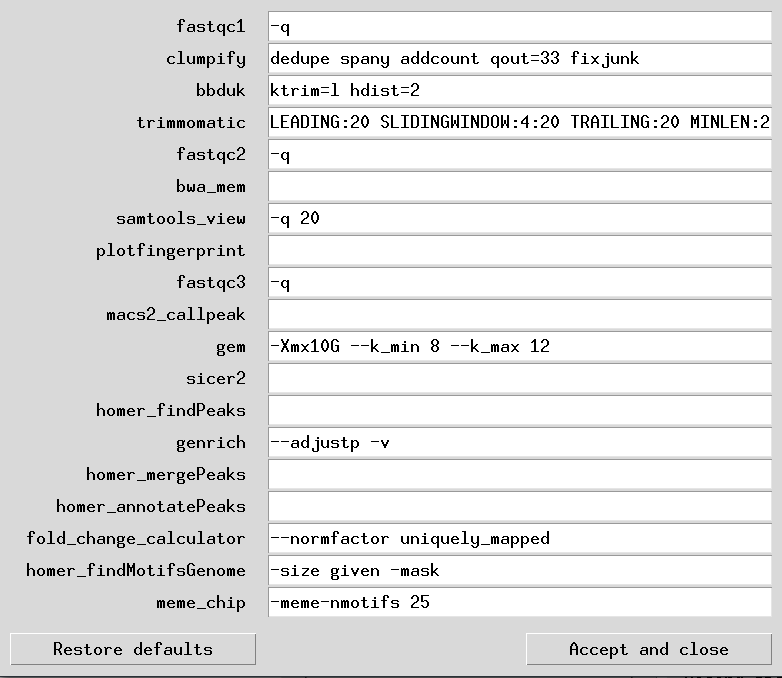 fastqc1 -q
clumpify dedupe spany addcount qout=33 fixjunk
bbduk ktrim=l hdist=2
trimmomatic LEADING:20 SLIDINGWINDOW:4:20 TRAILING:20 MINLEN:2
fastqc2 -q
bwa_mem
samtools_view -q 20
plotfingerprint
fastqc3 -q
macs2_callpeak
gem -Xmx10G --k_min 8 --k_max 12
sicer2
homer_findPeaks
genrich --adjustp -v
homer_mergePeaks
homer_annotatePeaks
fold_change_calculator --normfactor uniquely_mapped
homer_findMotifsGenome -size given -mask
meme_chip -meme-nmotifs 25
Restore defaults Accept and close